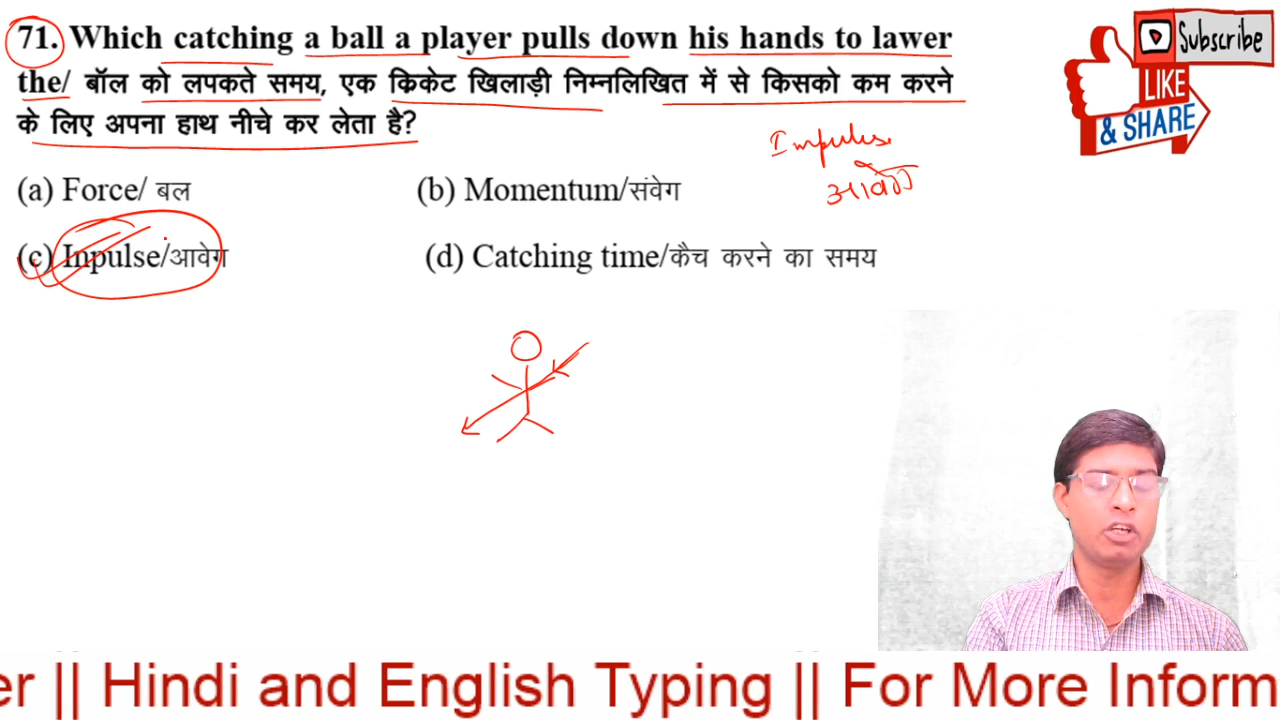 71. Which catching a ball a player pulls down his hands to lawer
the/ बॉल को लपकते समय, एक क्रिकेट खिलाड़ी निम्नलिखित में से किसको कम करने
के लिए अपना हाथ नीचे कर लेता है?
Impulse
आवेग
(a) Force/ बल
(b) Momentum/संवेग
(c) Inpulse/आवेग
(d) Catching time/कैच करने का समय
Subscribe
LIKE
& SHARE
er || Hindi and English Typing || For More Inform